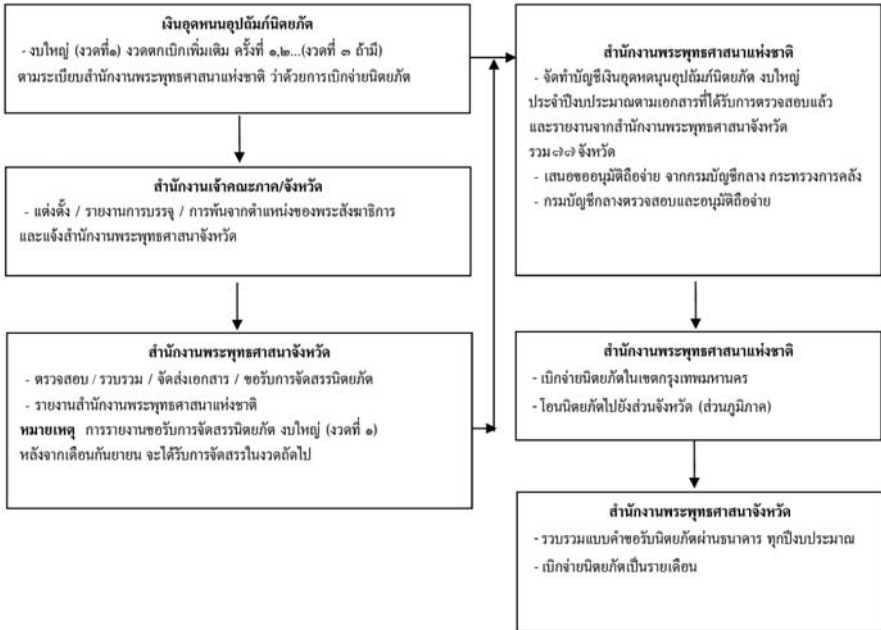 เงินอุดหนนอุปถัมภ์นิตยภัต
- งบใหญ่ (งวดที่๑) งวดตกเบิกเพิ่มเติม ครั้งที่ ๑,๒...(งวดที่ ๓ ถ้ามี)
ตามระเบียบสำนักงานพระพุทธศาสนาแห่งชาติ ว่าด้วยการเบิกจ่ายนิตยภัต
สำนักงานเจ้าคณะภาค/จังหวัด
- แต่งตั้ง / รายงานการบรรจุ / การพ้นจากตำแหน่งของพระสังฆาธิการ
และแจ้งสำนักงานพระพุทธศาสนาจังหวัด
สำนักงานพระพุทธศาสนาจังหวัด
- ตรวจสอบ / รวบรวม / จัดส่งเอกสาร / ขอรับการจัดสรรนิตยภัต
- รายงานสำนักงานพระพุทธศาสนาแห่งชาติ
หมายเหตุ การรายงานขอรับการจัดสรรนิตยภัต งบใหญ่ (งวดที่ ๑)
หลังจากเดือนกันยายน จะได้รับการจัดสรรในงวดถัดไป
สำนักงานพระพุทธศาสนาแห่งชาติ
- จัดทำบัญชีเงินอุดหดนุนอุปถัมภ์นิตยภัต งบใหญ่
ประจำปีงบประมาณตามเอกสารที่ได้รับการตรวจสอบแล้ว
และรายงานจากสำนักงานพระพุทธศาสนาจังหวัด
รวม๗๗ จังหวัด
- เสนอขออนุมัติถือจ่าย จากกรมบัญชีกลาง กระทรวงการคลัง
- กรมบัญชีกลางตรวจสอบและอนุมัติถือจ่าย
สำนักงานพระพุทธศาสนาแห่งชาติ
- เบิกจ่ายนิตยภัตในเขตกรุงเทพมหานคร
- โอนนิตยภัตไปยังส่วนจังหวัด (ส่วนภูมิภาค)
สำนักงานพระพุทธศาสนาจังหวัด
- รวบรวมแบบคำขอรับนิตยภัตผ่านธนาคาร ทุกปีงบประมาณ
- เบิกจ่ายนิตยภัตเป็นรายเดือน